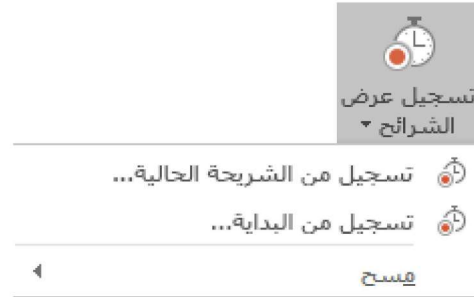 تسجيل عرض
الشرائح
تسجيل من الشريحة الحالية...
تسجيل من البداية...
مسح